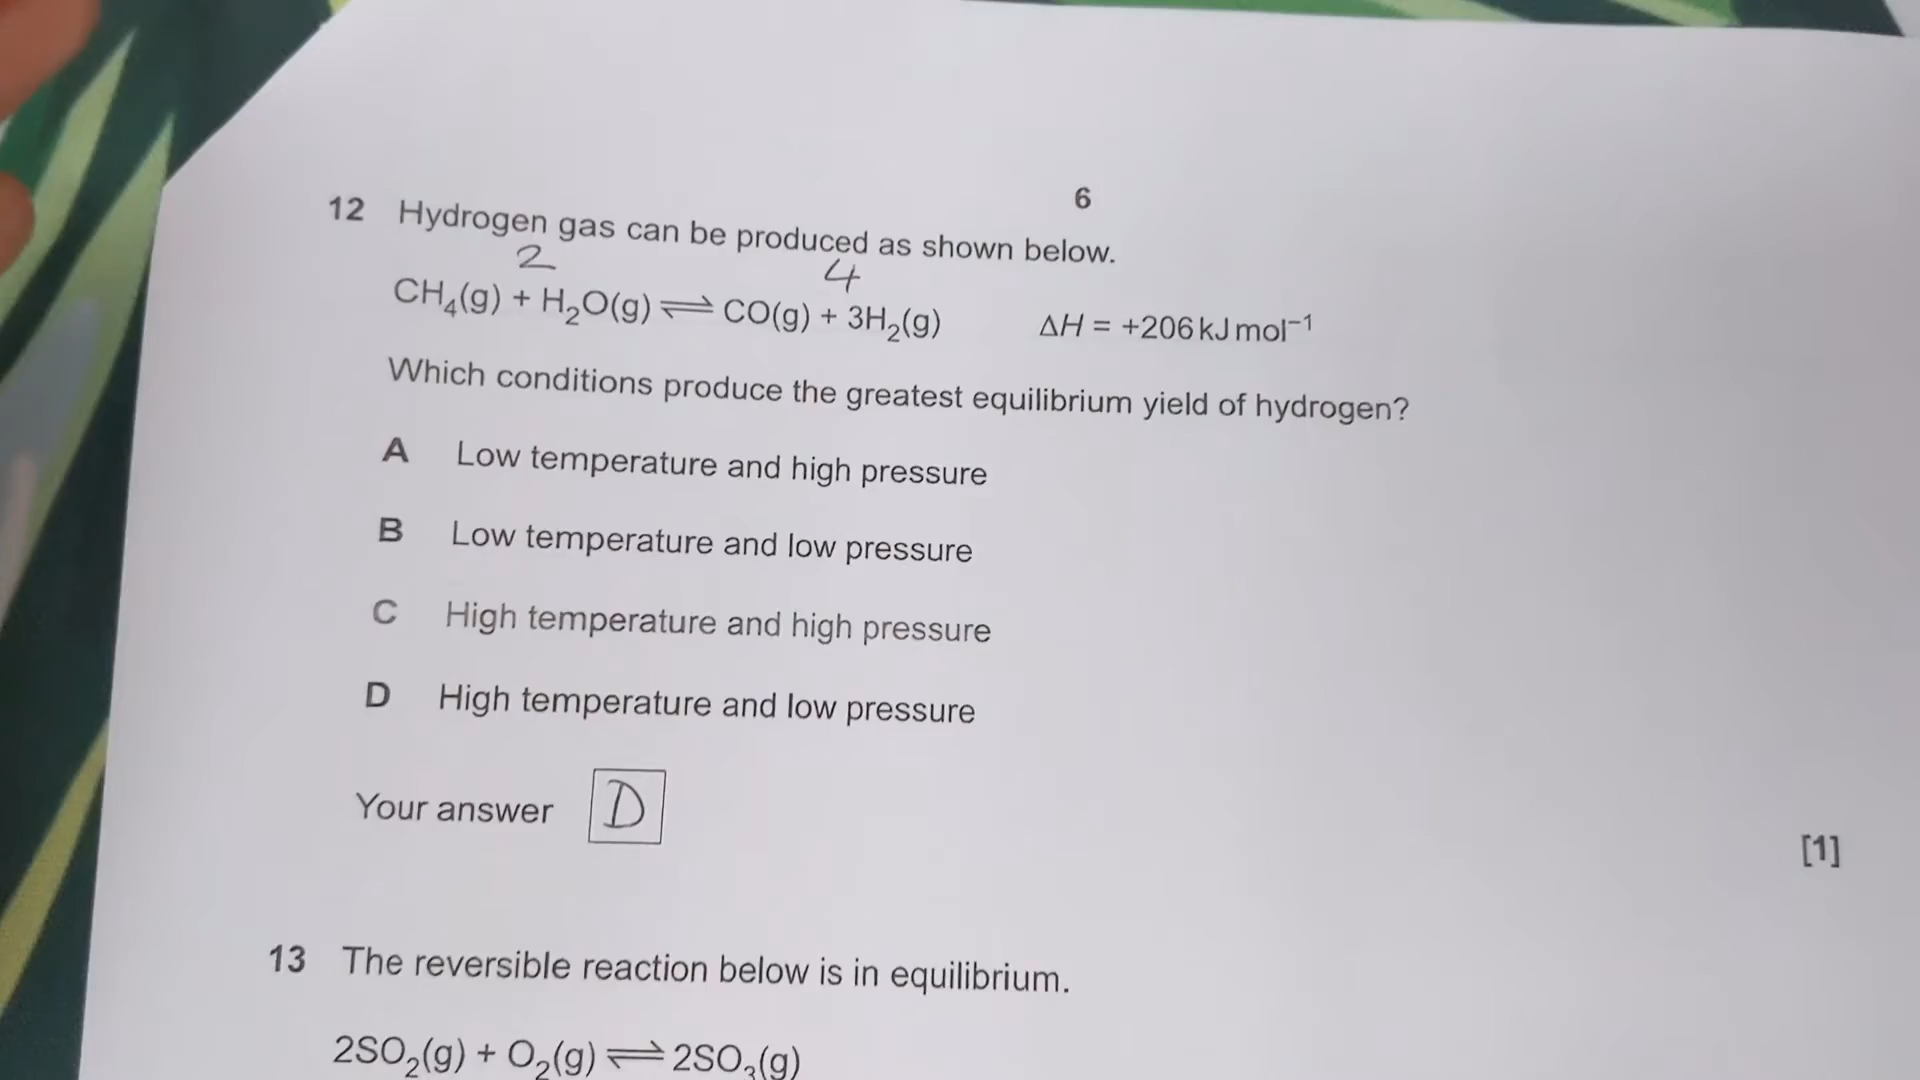 6
12 Hydrogen gas can be produced as shown below.
2 4
CH₄(g) + H₂O(g) ⇌ CO(g) + 3H₂(g) ΔH = +206 kJ mol⁻¹
Which conditions produce the greatest equilibrium yield of hydrogen?
A Low temperature and high pressure
B Low temperature and low pressure
C High temperature and high pressure
D High temperature and low pressure
Your answer D
[1]
13 The reversible reaction below is in equilibrium.
2SO₂(g) + O₂(g) ⇌ 2SO₃(g)